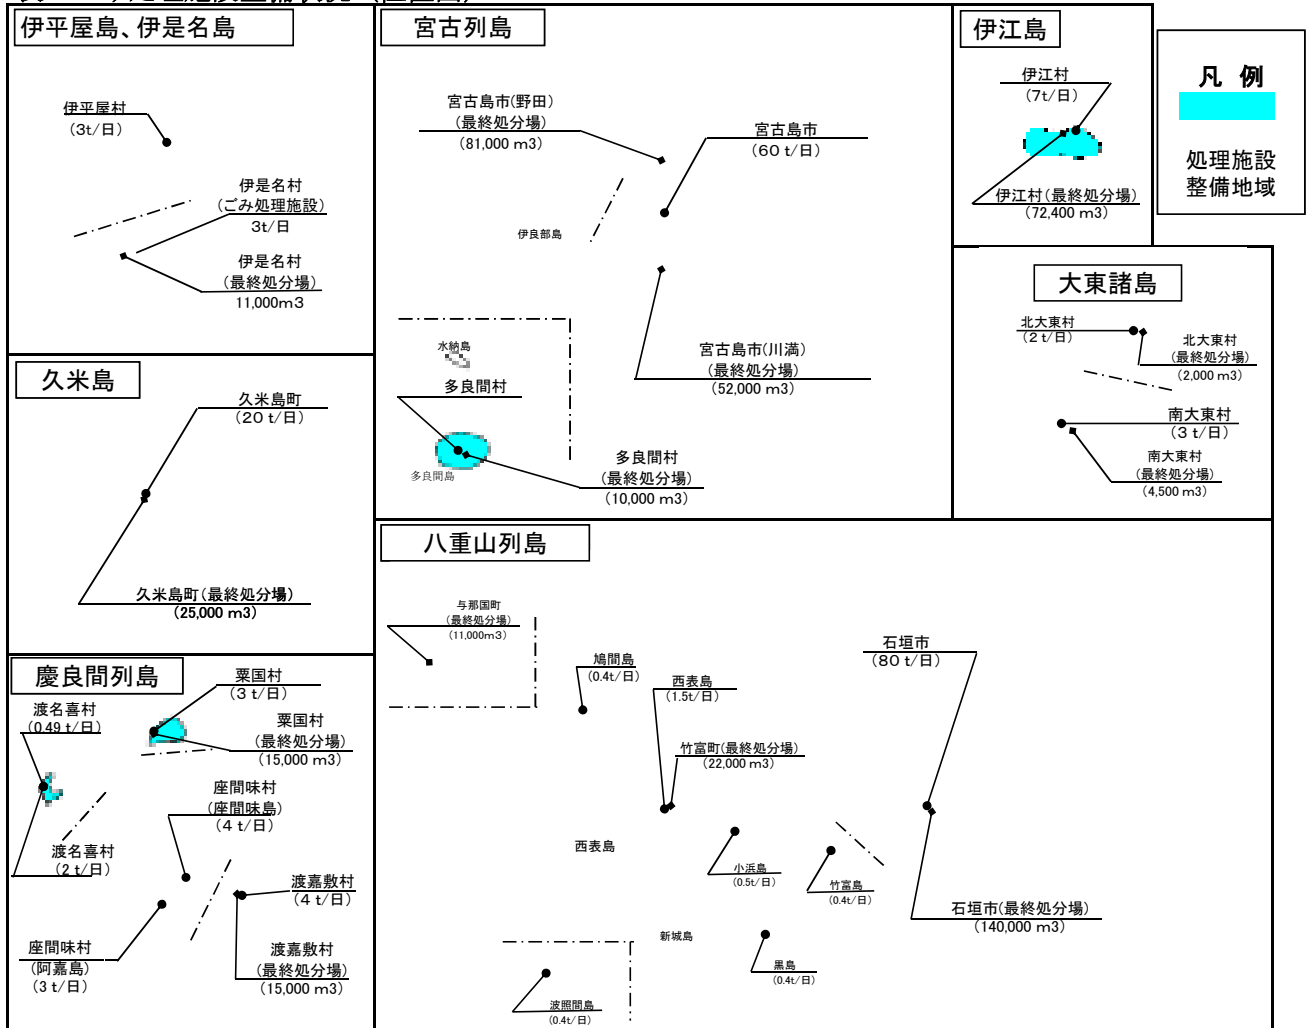 伊平屋島、伊是名島
伊平屋村
(3t/日)
伊是名村
(ごみ処理施設)
3t/日
伊是名村
(最終処分場)
11,000m3
宮古列島
宮古島市(野田)
(最終処分場)
(81,000 m3)
宮古島市
(60 t/日)
伊良部島
水納島
多良間村
多良間島
宮古島市(川満)
(最終処分場)
(52,000 m3)
多良間村
(最終処分場)
(10,000 m3)
伊江島
伊江村
(7t/日)
伊江村(最終処分場)
(72,400 m3)
凡 例
処理施設
整備地域
大東諸島
北大東村
(2 t/日)
北大東村
(最終処分場)
(2,000 m3)
南大東村
(3 t/日)
南大東村
(最終処分場)
(4,500 m3)
久米島
久米島町
(20 t/日)
久米島町(最終処分場)
(25,000 m3)
慶良間列島
粟国村
(3 t/日)
渡名喜村
(0.49 t/日)
粟国村
(最終処分場)
(15,000 m3)
座間味村
(座間味島)
(4 t/日)
渡名喜村
(2 t/日)
渡嘉敷村
(4 t/日)
座間味村
(阿嘉島)
(3 t/日)
渡嘉敷村
(最終処分場)
(15,000 m3)
八重山列島
与那国町
(最終処分場)
(11,000m3)
鳩間島
(0.4t/日)
西表島
(1.5t/日)
石垣市
(80 t/日)
竹富町(最終処分場)
(22,000 m3)
西表島
小浜島
(0.5t/日)
竹富島
(0.4t/日)
石垣市(最終処分場)
(140,000 m3)
新城島
黒島
(0.4t/日)
波照間島
(0.4t/日)